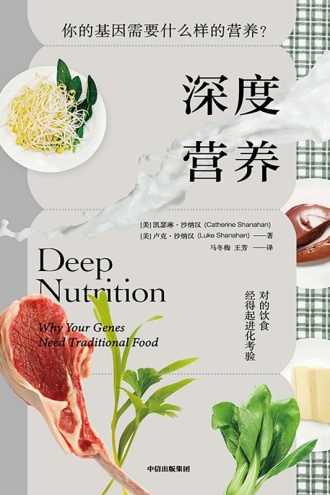 你的基因需要什么样的营养？
深度
营养
[美] 凯瑟琳·沙纳汉 (Catherine Shanahan)
[美] 卢克·沙纳汉 (Luke Shanahan) ——著
马冬梅 王芳 ——译
Deep
Nutrition
Why Your Genes
Need Traditional Food
对的饮食
经得起进化考验
中信出版集团